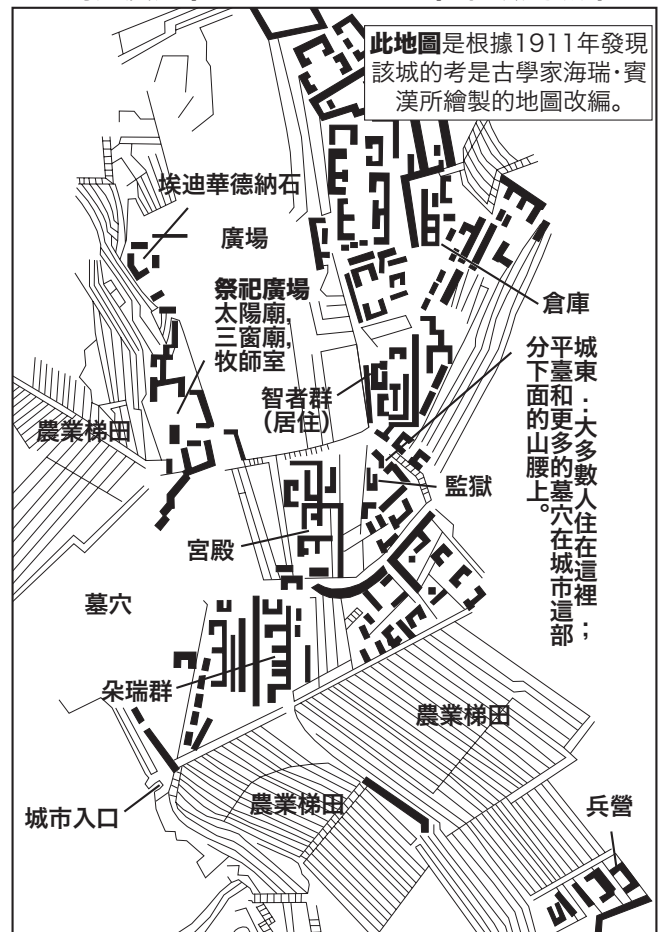 此地圖是根據1911年發現
該城的考是古學家海瑞·賓
漢所繪製的地圖改編。
埃迪華德納石
廣場
祭祀廣場
太陽廟,
三窗廟,
牧師室
倉庫
城東:大多數人住在這裡;
平臺和更多的墓穴在城市這部
分下面的山腰上。
智者群
(居住)
農業梯田
監獄
宮殿
墓穴
朵瑞群
農業梯田
農業梯田
城市入口
兵營